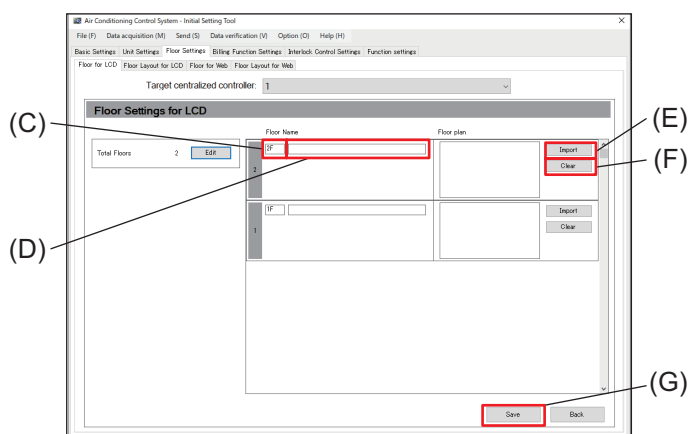 Air Conditioning Control System - Initial Setting Tool
File (F) Data acquisition (M) Send (S) Data verification (V) Option (O) Help (H)
Basic Settings Unit Settings Floor Settings Billing Function Settings Interlock Control Settings Function settings
Floor for LCD Floor Layout for LCD Floor for Web Floor Layout for Web
Target centralized controller: 1
Floor Settings for LCD
(C)
(E)
Floor Name Floor plan
Total Floors 2 Edit
2F Import
2 Clear
(F)
(D)
1F Import
1 Clear
(G)
Save Back